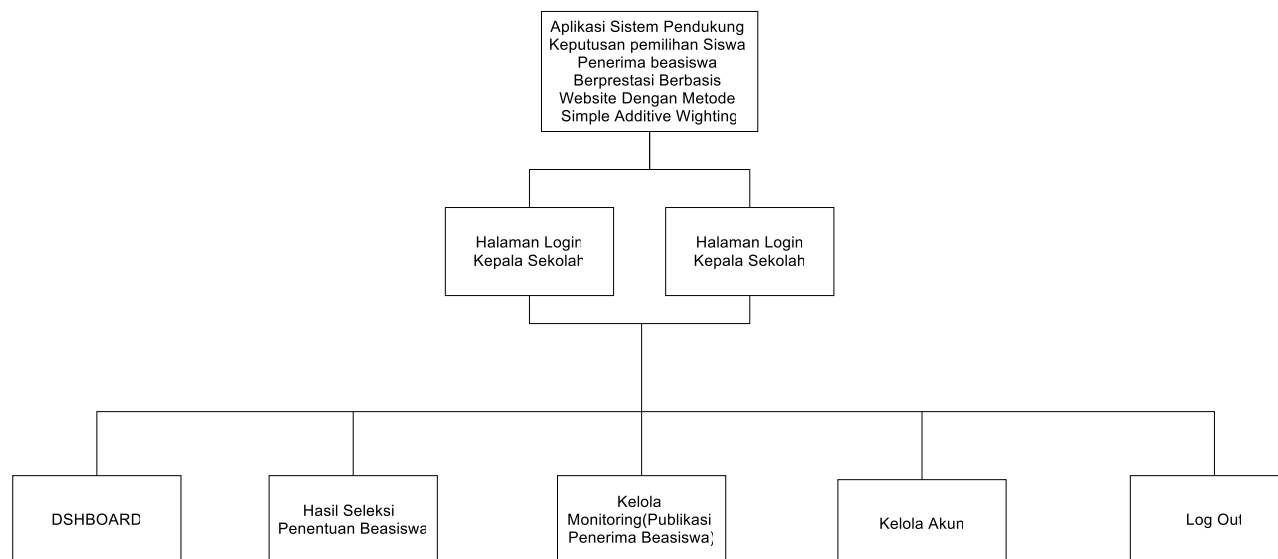 Aplikasi Sistem Pendukung
Keputusan pemilihan Siswa
Penerima beasiswa
Berprestasi Berbasis
Website Dengan Metode
Simple Additive Wighting
Halaman Login
Kepala Sekolah
Halaman Login
Kepala Sekolah
DSHBOARD
Hasil Seleksi
Penentuan Beasiswa
Kelola
Monitoring(Publikasi
Penerima Beasiswa)
Kelola Akun
Log Out